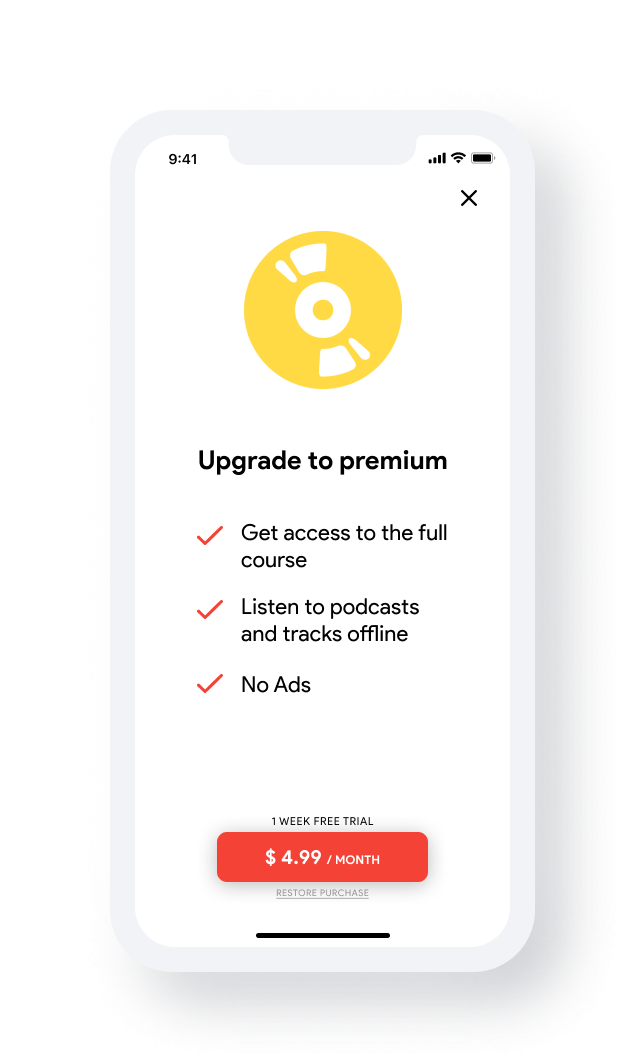 9:41
Upgrade to premium
Get access to the full
course
Listen to podcasts
and tracks offline
No Ads
1 WEEK FREE TRIAL
$ 4.99 / MONTH
RESTORE PURCHASE